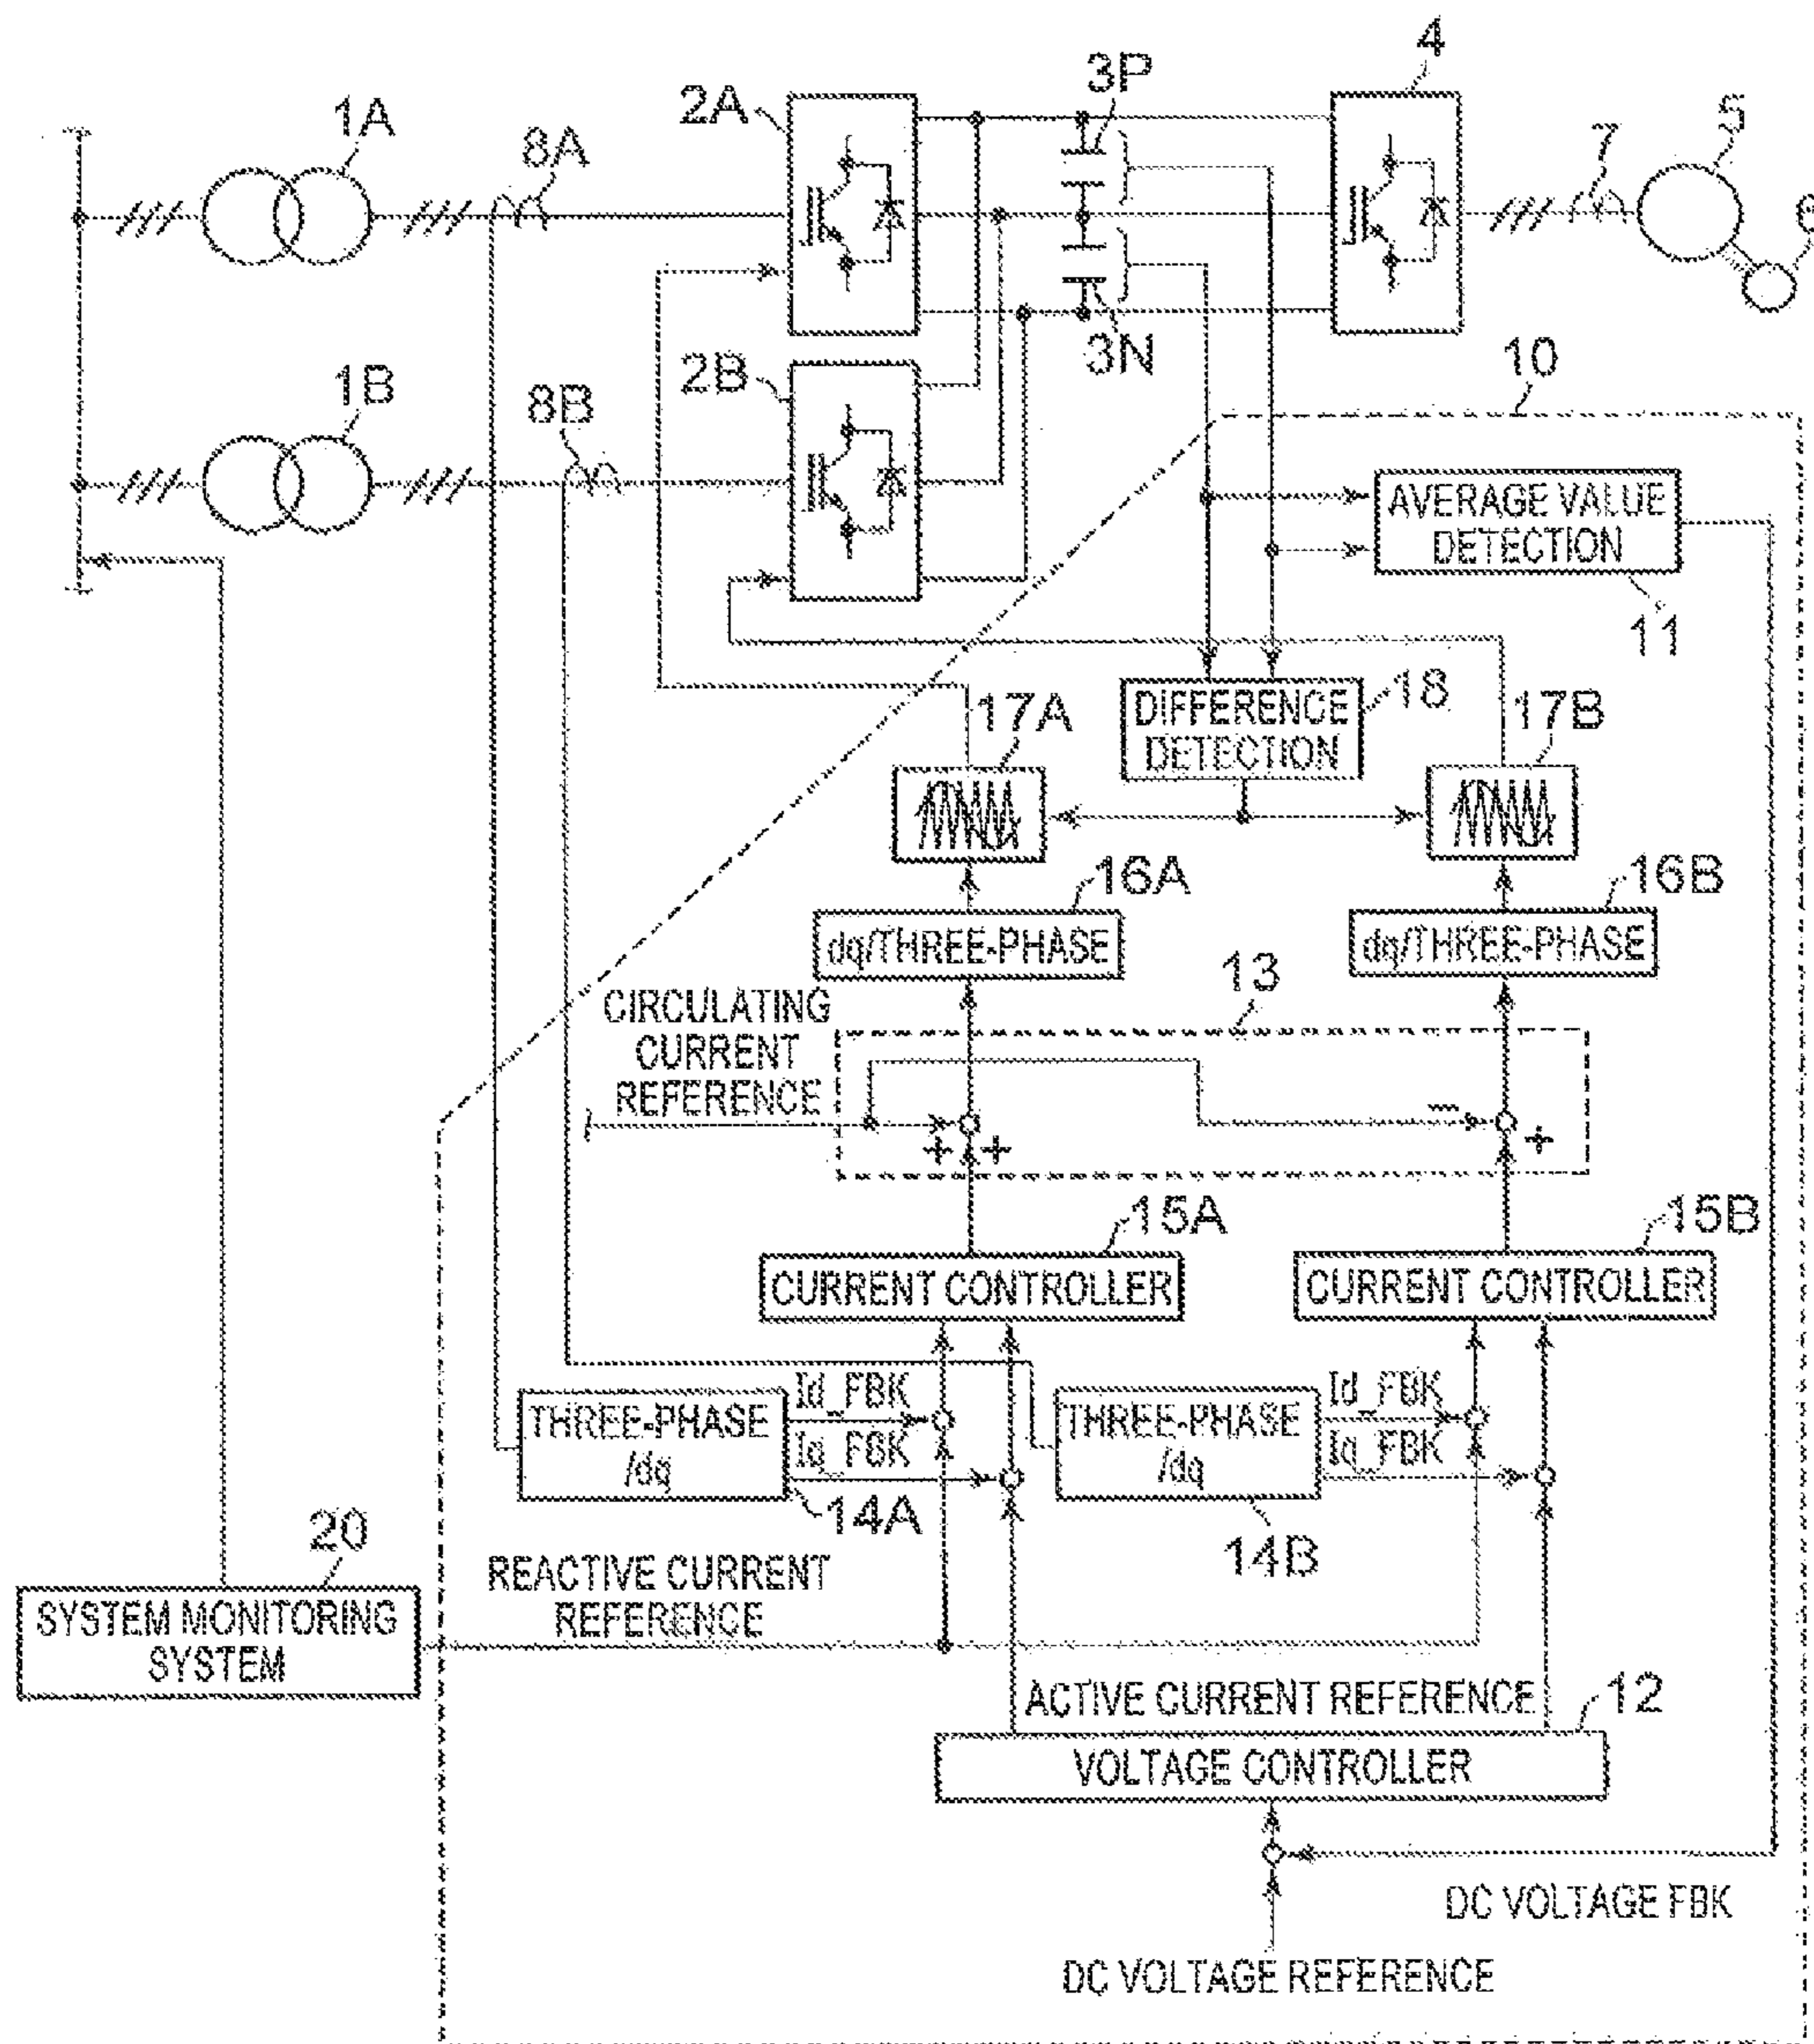 4
3P
1A
2A
5
8A
7
6
3N
10
2B
1B
8B
AVERAGE VALUE
DETECTION
11
18
17A
DIFFERENCE
DETECTION
17B
16A
16B
dq/THREE-PHASE
dq/THREE-PHASE
13
CIRCULATING
CURRENT
REFERENCE
−
+ +
+
15A
15B
CURRENT CONTROLLER
CURRENT CONTROLLER
Id_FBK
Id_FBK
THREE-PHASE
/dq
THREE-PHASE
/dq
Iq_FBK
Iq_FBK
14A
14B
20
REACTIVE CURRENT
REFERENCE
SYSTEM MONITORING
SYSTEM
ACTIVE CURRENT REFERENCE
12
VOLTAGE CONTROLLER
DC VOLTAGE FBK
DC VOLTAGE REFERENCE